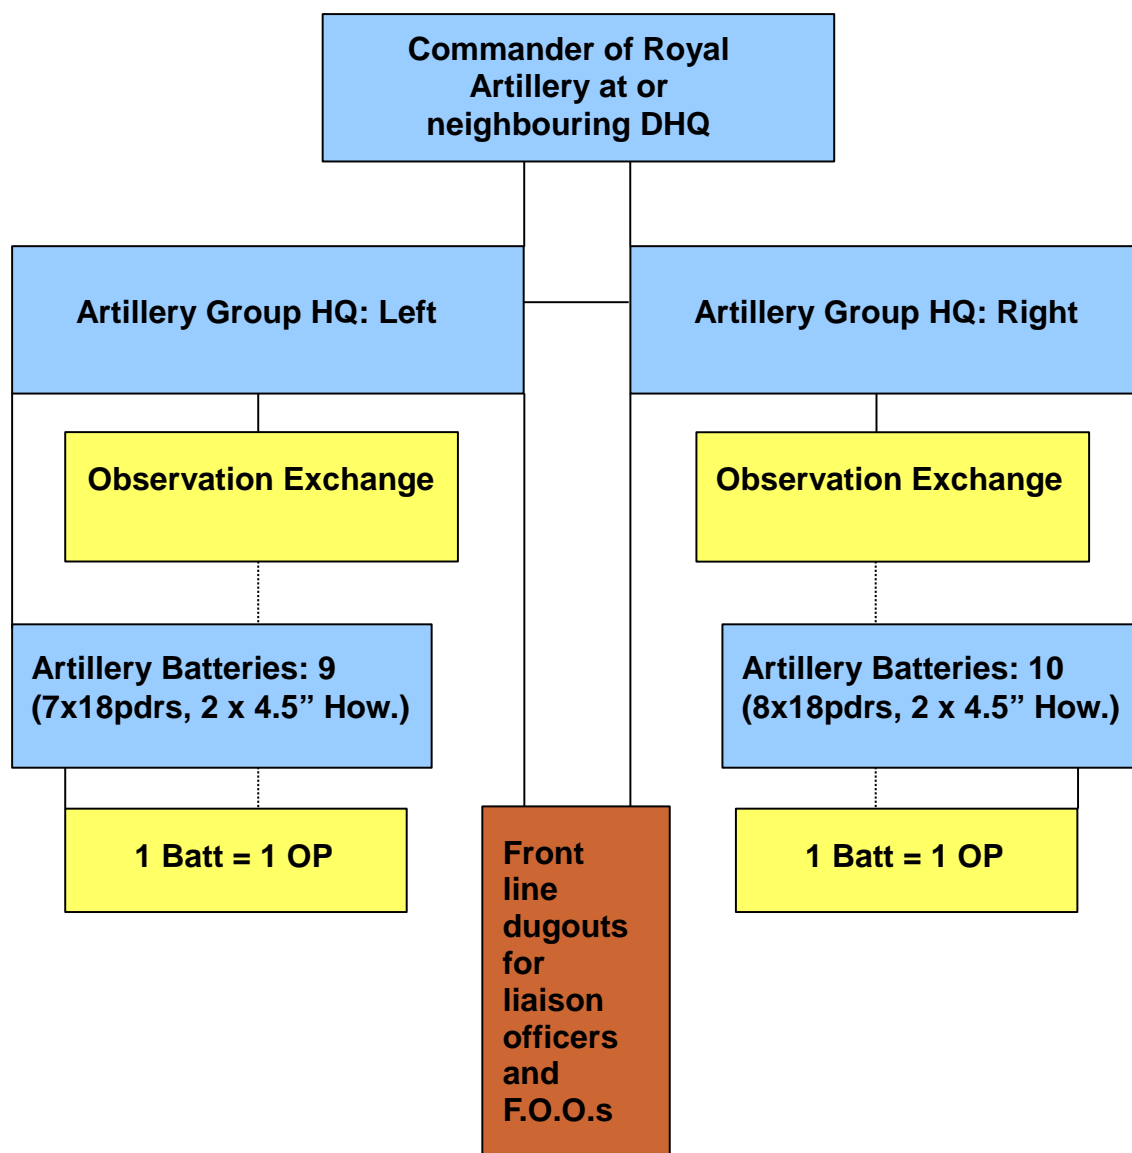 Commander of Royal
Artillery at or
neighbouring DHQ
Artillery Group HQ: Left
Artillery Group HQ: Right
Observation Exchange
Observation Exchange
Artillery Batteries: 9
(7x18pdrs, 2 x 4.5” How.)
Artillery Batteries: 10
(8x18pdrs, 2 x 4.5” How.)
1 Batt = 1 OP
1 Batt = 1 OP
Front
line
dugouts
for
liaison
officers
and
F.O.O.s